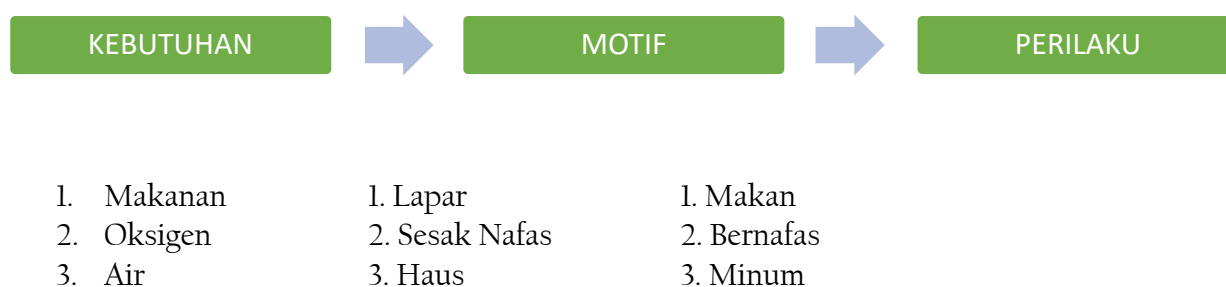 KEBUTUHAN MOTIF PERILAKU
1. Makanan 1. Lapar 1. Makan
2. Oksigen 2. Sesak Nafas 2. Bernafas
3. Air 3. Haus 3. Minum